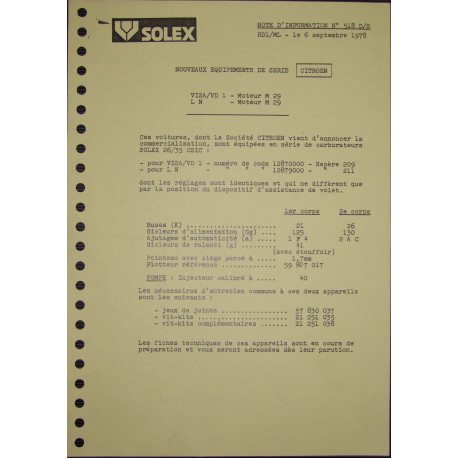 SOLEX
NOTE D'INFORMATION N° 518 D/Z
RD1/ML - le 6 septembre 1978
NOUVEAUX EQUIPEMENTS DE SERIE CITROEN
VISA/VD 1 - Moteur M 29
L N - Moteur M 29
Ces voitures, dont la Société CITROEN vient d'annoncer la
commercialisation, sont équipées en série de carburateurs
SOLEX 26/35 CSIC :
- pour VISA/VD 1 - numéro de code 12870000 - Repère 209
- pour L N - " " " 12879000 - " 211
dont les réglages sont identiques et qui ne diffèrent que
par la position du dispositif d'assistance de volet.
1er corps 2e corps
Buses (K) ...................... 21 26
Gicleurs d'alimentation (Gg) .... 125 130
Ajutages d'automaticité (a) ..... 1 F 4 2 A C
Gicleurs de ralenti (g) ......... 41
(avec étouffoir)
Pointeau avec siège percé à ..... 1,7mm
Flotteur référence .............. 59 807 017
POMPE : Injecteur calibré à ..... 40
Les nécessaires d'entretien communs à ces deux appareils
sont les suivants :
- jeux de joints ............... 57 830 037
- vit-kits ..................... 21 251 035
- vit-kits complémentaires ....... 21 251 038
Les fiches techniques de ces appareils sont en cours de
préparation et vous seront adressées dès leur parution.